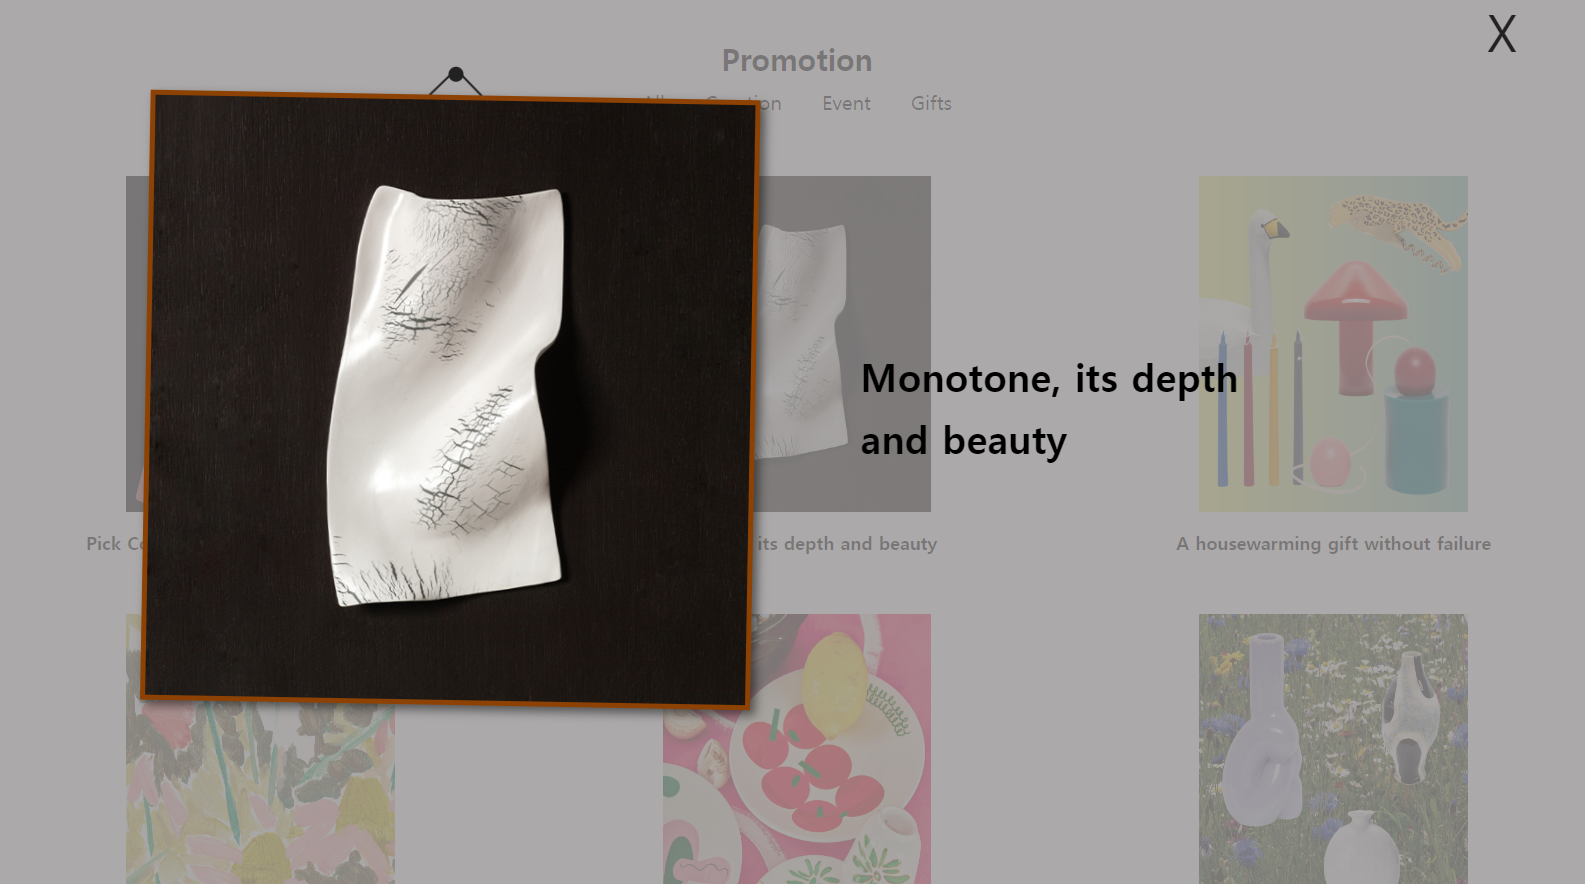 X
Promotion
Event Gifts
Monotone, its depth
and beauty
Pick
its depth and beauty
A housewarming gift without failure